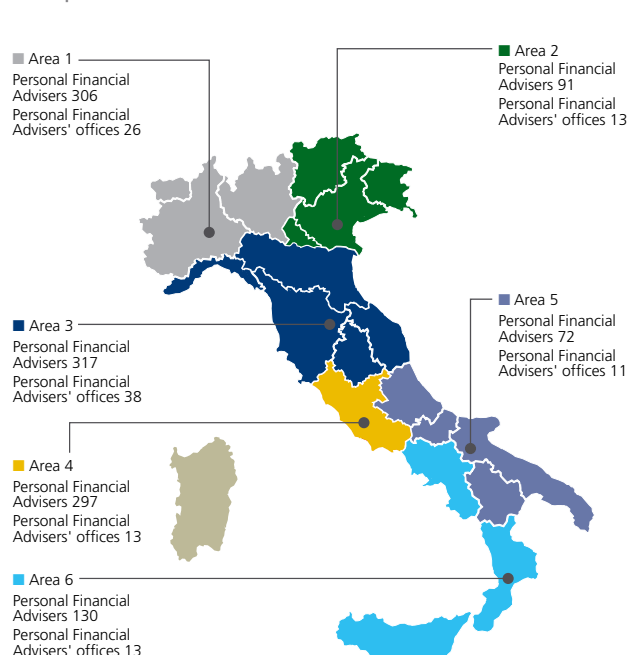 Area 1
Personal Financial
Advisers 306
Personal Financial
Advisers' offices 26
Area 2
Personal Financial
Advisers 91
Personal Financial
Advisers' offices 13
Area 3
Personal Financial
Advisers 317
Personal Financial
Advisers' offices 38
Area 5
Personal Financial
Advisers 72
Personal Financial
Advisers' offices 11
Area 4
Personal Financial
Advisers 297
Personal Financial
Advisers' offices 13
Area 6
Personal Financial
Advisers 130
Personal Financial
Advisers' offices 13